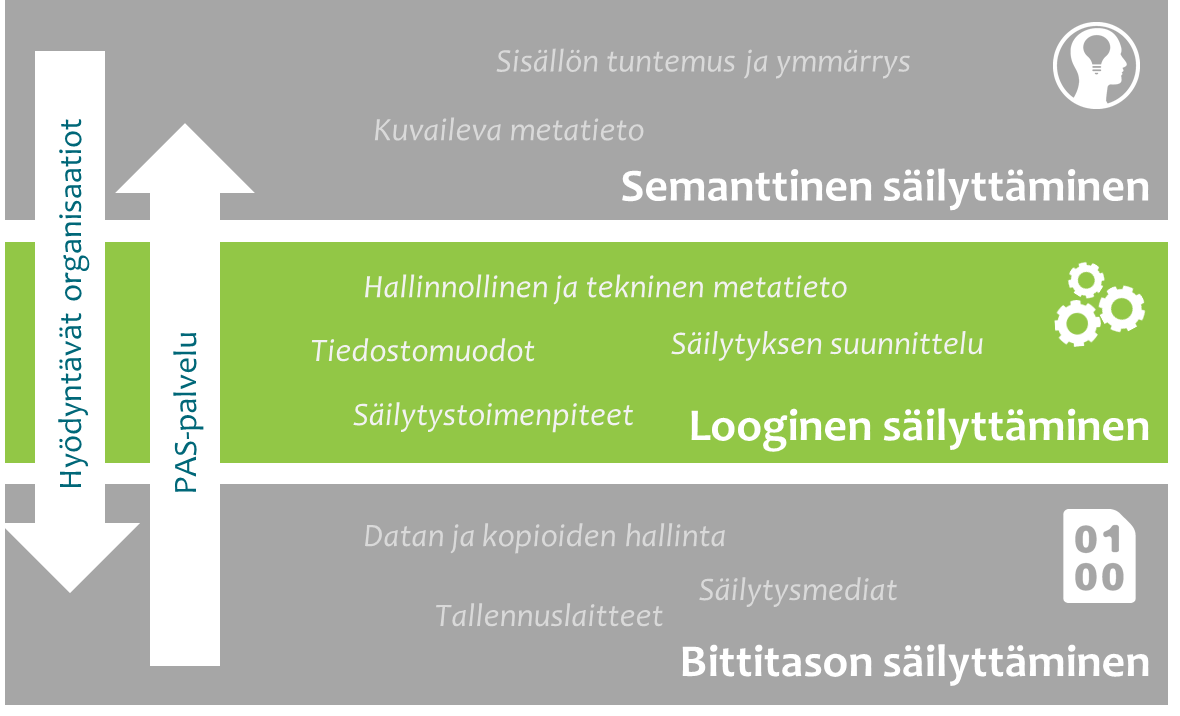 Sisällön tuntemus ja ymmärrys
Kuvaileva metatieto
Semanttinen säilyttäminen
Hyödyntävät organisaatiot
PAS-palvelu
Hallinnollinen ja tekninen metatieto
Tiedostomuodot
Säilytyksen suunnittelu
Säilytystoimenpiteet
Looginen säilyttäminen
Datan ja kopioiden hallinta
01
00
Säilytysmediat
Tallennuslaitteet
Bittitason säilyttäminen